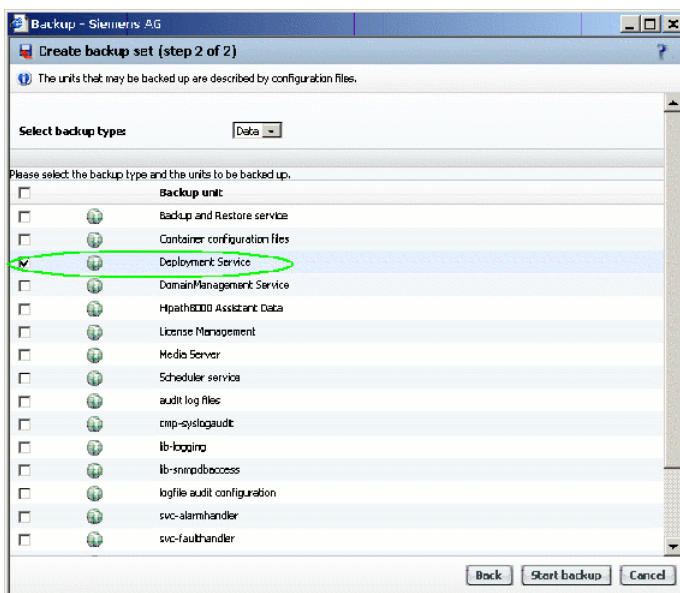 Backup - Siemens AG
Create backup set (step 2 of 2)
?
The units that may be backed up are described by configuration files.
Select backup type:
Data
Please select the backup type and the units to be backed up.
Backup unit
Backup and Restore service
Container configuration files
Deployment Service
DomainManagement Service
Hipath8000 Assistant Data
License Management
Media Server
Scheduler service
audit log files
cmp-syslogaudit
lib-logging
lib-snmpdbaccess
logfile audit configuration
svc-alarmhandler
svc-faulthandler
Back
Start backup
Cancel